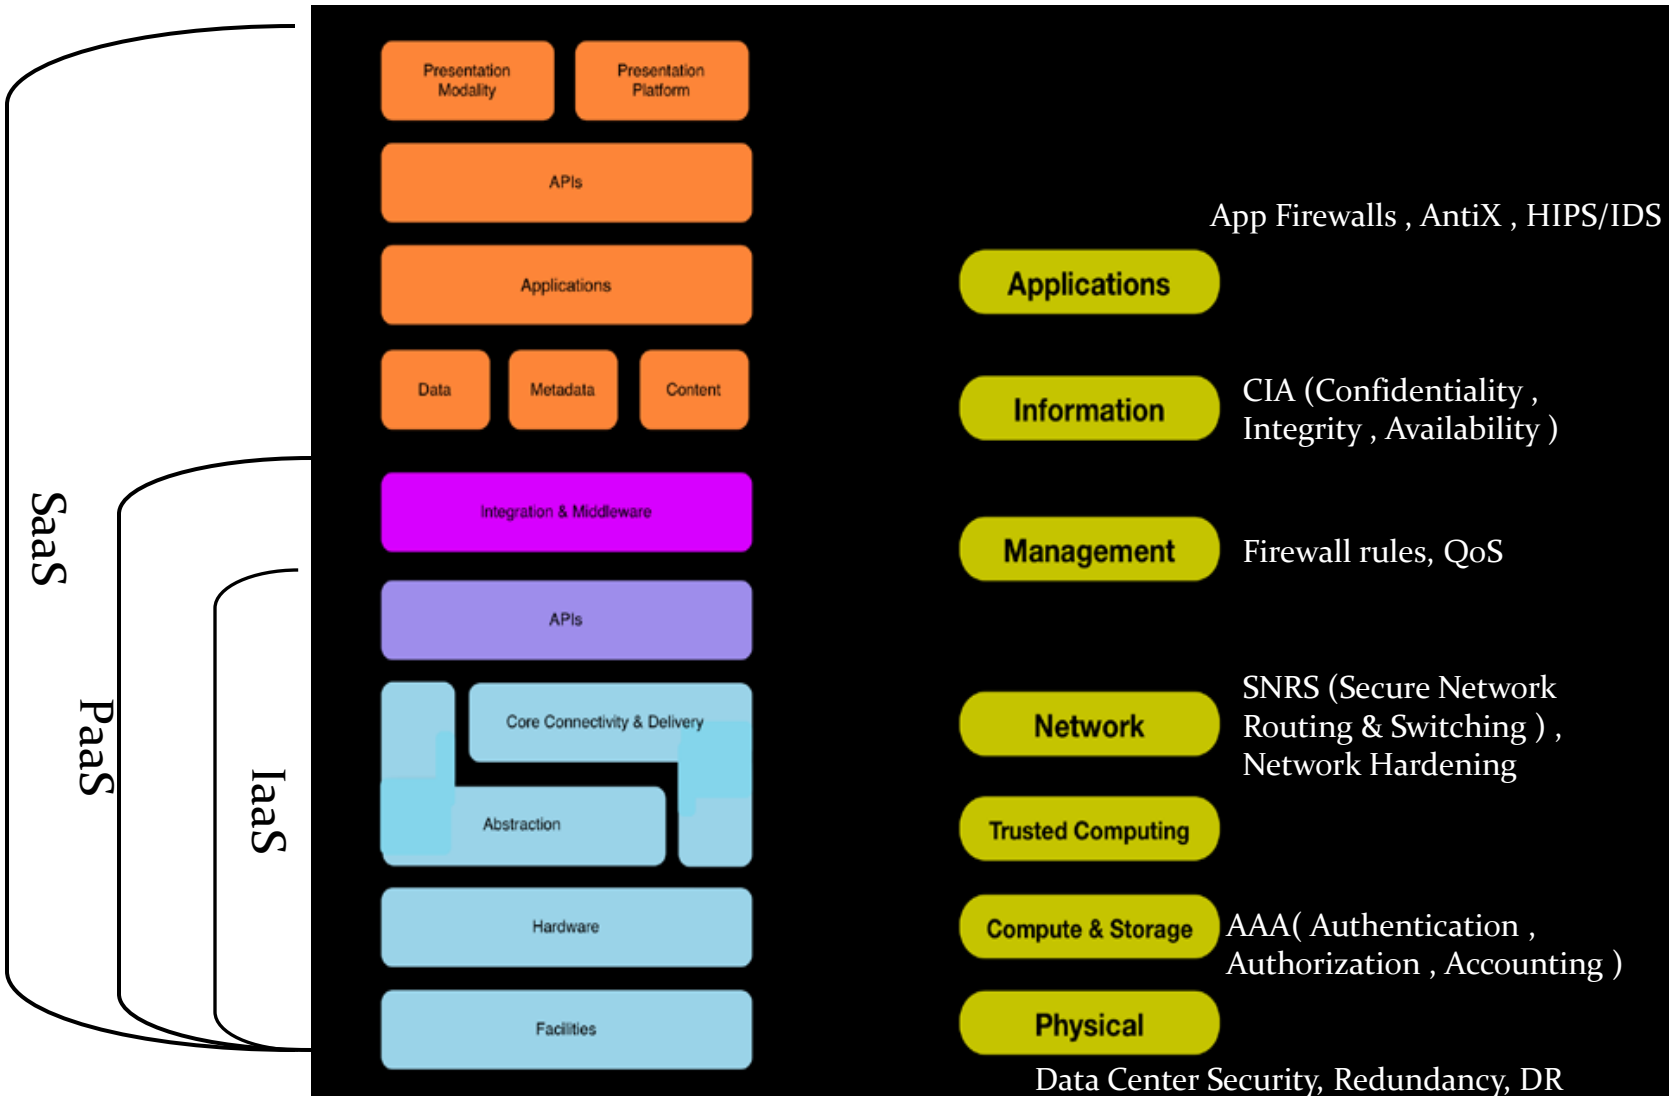 Presentation
Modality
Presentation
Platform
APIs
Applications
Data
Metadata
Content
Integration & Middleware
APIs
Core Connectivity & Delivery
Abstraction
Hardware
Facilities
SaaS
PaaS
IaaS
App Firewalls , AntiX , HIPS/IDS
Applications
Information
CIA (Confidentiality ,
Integrity , Availability )
Management
Firewall rules, QoS
Network
SNRS (Secure Network
Routing & Switching ) ,
Network Hardening
Trusted Computing
Compute & Storage
AAA( Authentication ,
Authorization , Accounting )
Physical
Data Center Security, Redundancy, DR